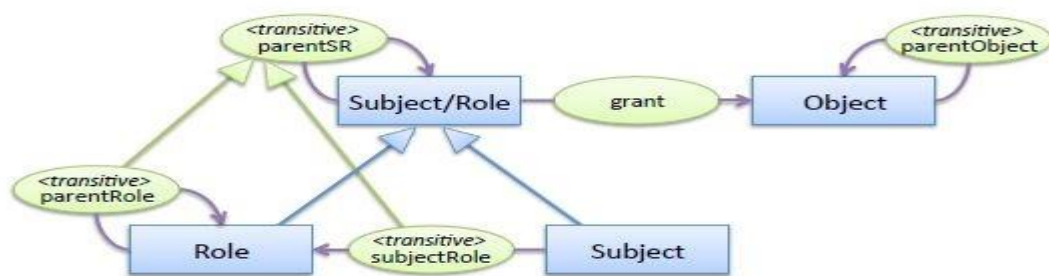 <transitive>
parentSR
<transitive>
parentObject
Subject/Role
grant
Object
<transitive>
parentRole
Role
<transitive>
subjectRole
Subject